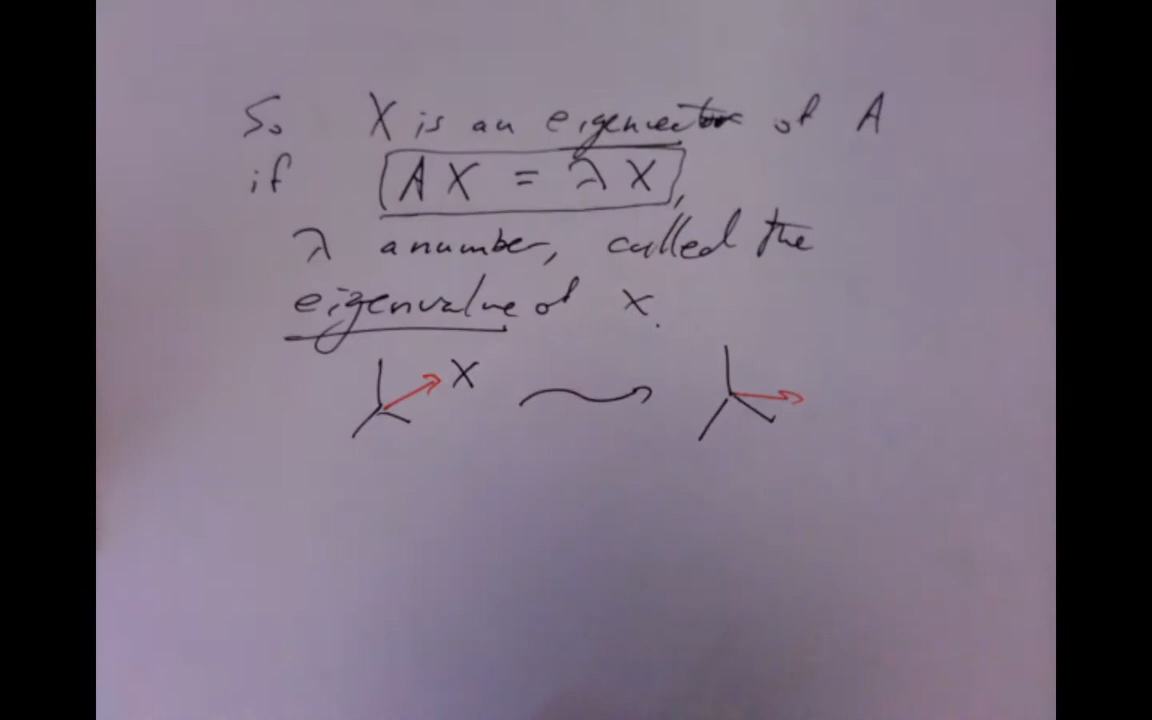 So X is an eigenvector of A
if AX = λX,
λ a number, called the
eigenvalue of X.
X